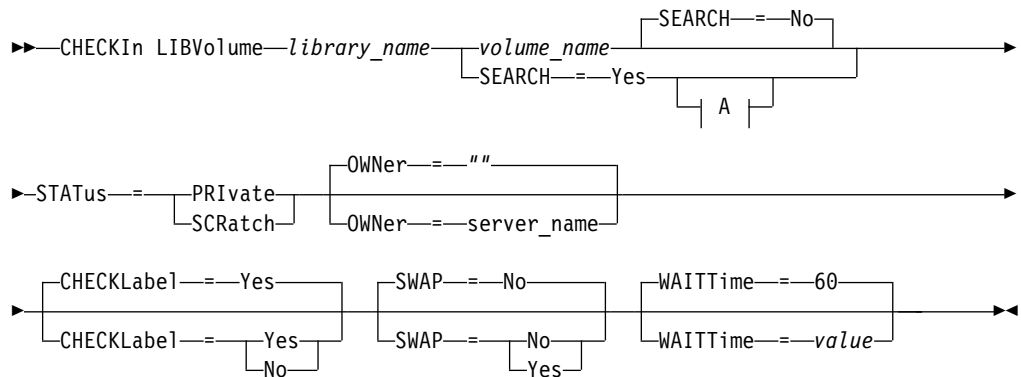 SEARCH = No
CHECKIn LIBVolume library_name volume_name
SEARCH = Yes
A
OWNer = ""
STATus = PRIvate
SCRatch OWNer = server_name
CHECKLabel = Yes SWAP = No WAITTime = 60
CHECKLabel = Yes SWAP = No WAITTime = value
No Yes